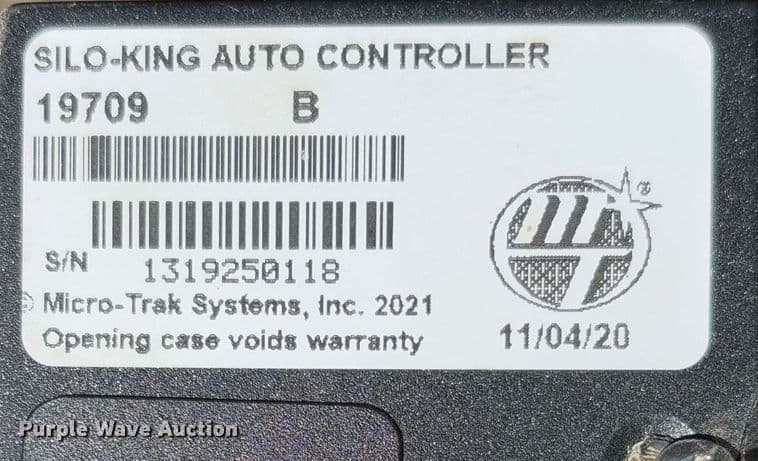 SILO-KING AUTO CONTROLLER
19709 B
S/N 1319250118
© Micro-Trak Systems, Inc. 2021
Opening case voids warranty
11/04/20
®
Purple Wave Auction